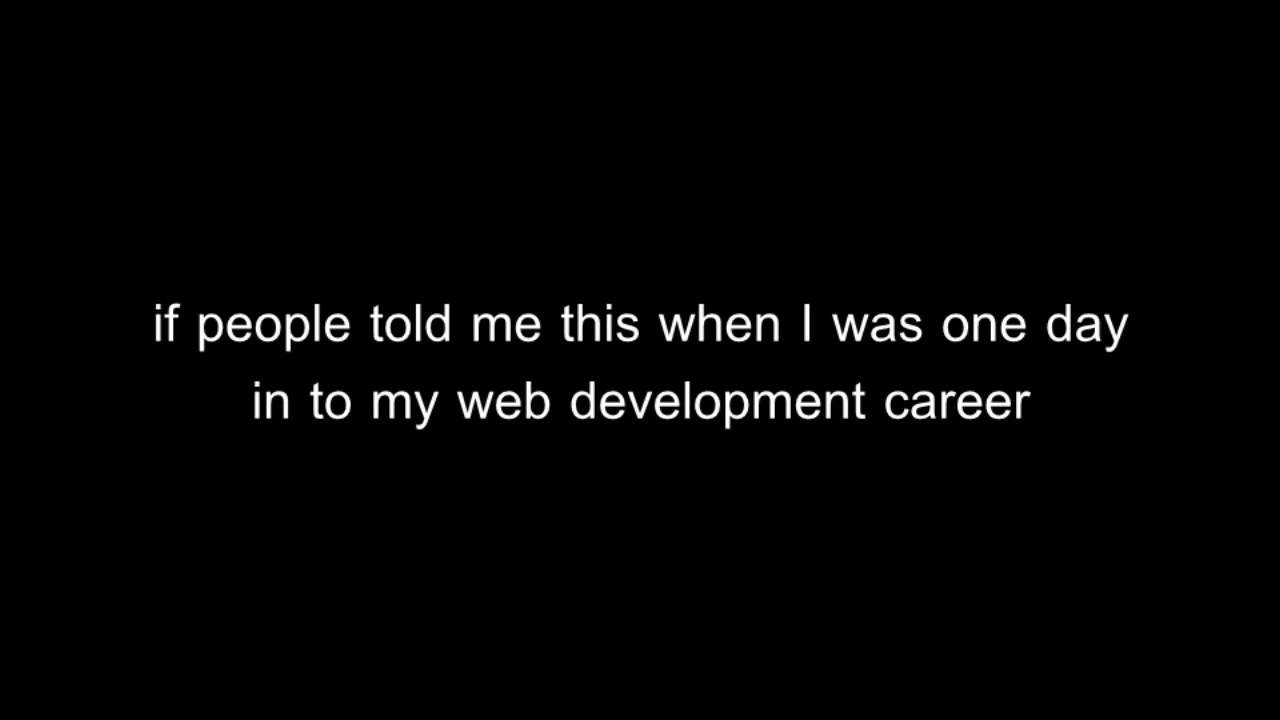 if people told me this when I was one day
in to my web development career